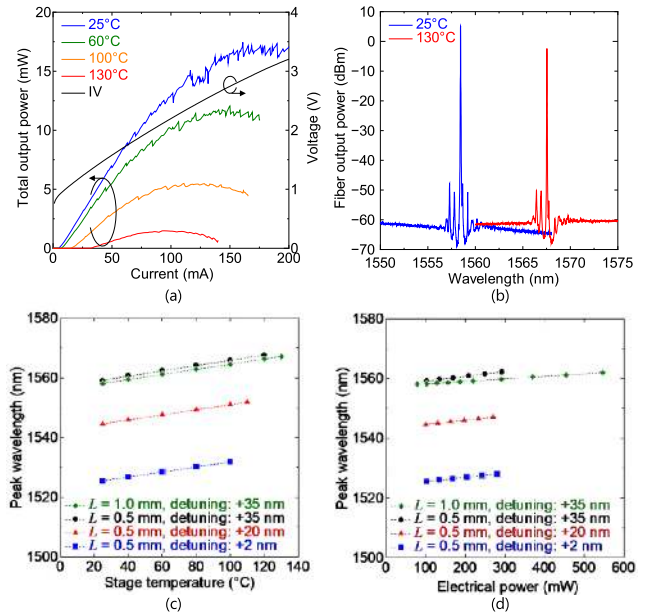 20
4
25°C
60°C
100°C
130°C
IV
15
3
10
2
5
1
0
0
0
50
100
150
200
Total output power (mW)
Voltage (V)
Current (mA)
(a)
25°C
130°C
10
0
-10
-20
-30
-40
-50
-60
-70
1550
1555
1560
1565
1570
1575
Fiber output power (dBm)
Wavelength (nm)
(b)
1580
1560
1540
1520
1500
Peak wavelength (nm)
L = 1.0 mm, detuning: +35 nm
L = 0.5 mm, detuning: +35 nm
L = 0.5 mm, detuning: +20 nm
L = 0.5 mm, detuning: +2 nm
0
20
40
60
80
100
120
140
Stage temperature (°C)
(c)
1580
1560
1540
1520
1500
Peak wavelength (nm)
L = 1.0 mm, detuning: +35 nm
L = 0.5 mm, detuning: +35 nm
L = 0.5 mm, detuning: +20 nm
L = 0.5 mm, detuning: +2 nm
0
100
200
300
400
500
600
Electrical power (mW)
(d)